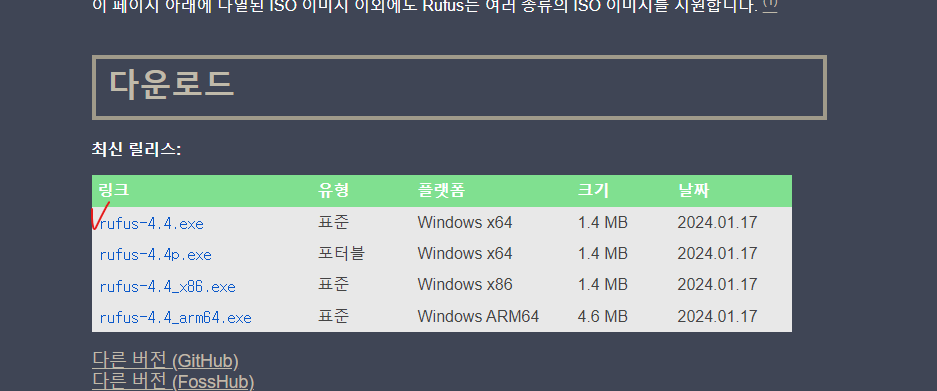 이 페이지 아래에 나열된 ISO 이미지 이외에도 Rufus는 여러 종류의 ISO 이미지를 지원합니다. (1)
다운로드
최신 릴리스:
링크 유형 플랫폼 크기 날짜
rufus-4.4.exe 표준 Windows x64 1.4 MB 2024.01.17
rufus-4.4p.exe 포터블 Windows x64 1.4 MB 2024.01.17
rufus-4.4_x86.exe 표준 Windows x86 1.4 MB 2024.01.17
rufus-4.4_arm64.exe 표준 Windows ARM64 4.6 MB 2024.01.17
다른 버전 (GitHub)
다른 버전 (FossHub)